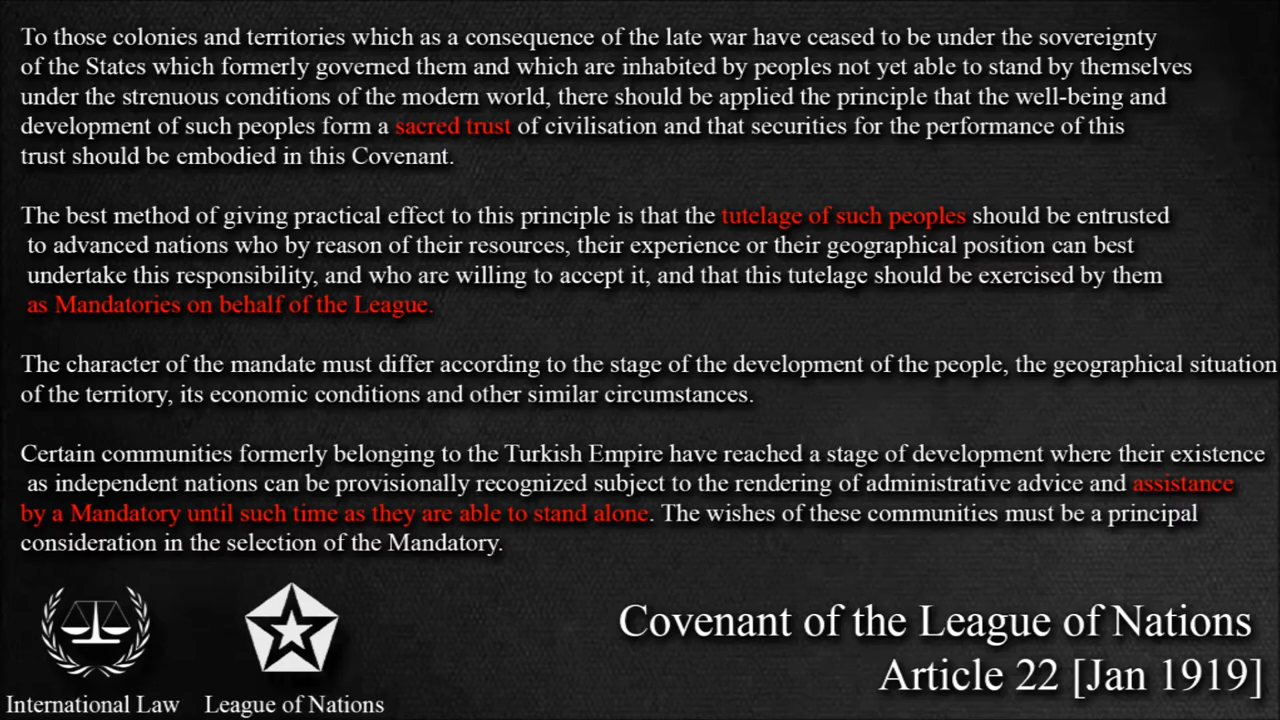 To those colonies and territories which as a consequence of the late war have ceased to be under the sovereignty
of the States which formerly governed them and which are inhabited by peoples not yet able to stand by themselves
under the strenuous conditions of the modern world, there should be applied the principle that the well-being and
development of such peoples form a sacred trust of civilisation and that securities for the performance of this
trust should be embodied in this Covenant.
The best method of giving practical effect to this principle is that the tutelage of such peoples should be entrusted
to advanced nations who by reason of their resources, their experience or their geographical position can best
undertake this responsibility, and who are willing to accept it, and that this tutelage should be exercised by them
as Mandatories on behalf of the League.
The character of the mandate must differ according to the stage of the development of the people, the geographical situation
of the territory, its economic conditions and other similar circumstances.
Certain communities formerly belonging to the Turkish Empire have reached a stage of development where their existence
as independent nations can be provisionally recognized subject to the rendering of administrative advice and assistance
by a Mandatory until such time as they are able to stand alone. The wishes of these communities must be a principal
consideration in the selection of the Mandatory.
Covenant of the League of Nations
Article 22 [Jan 1919]
International Law
League of Nations